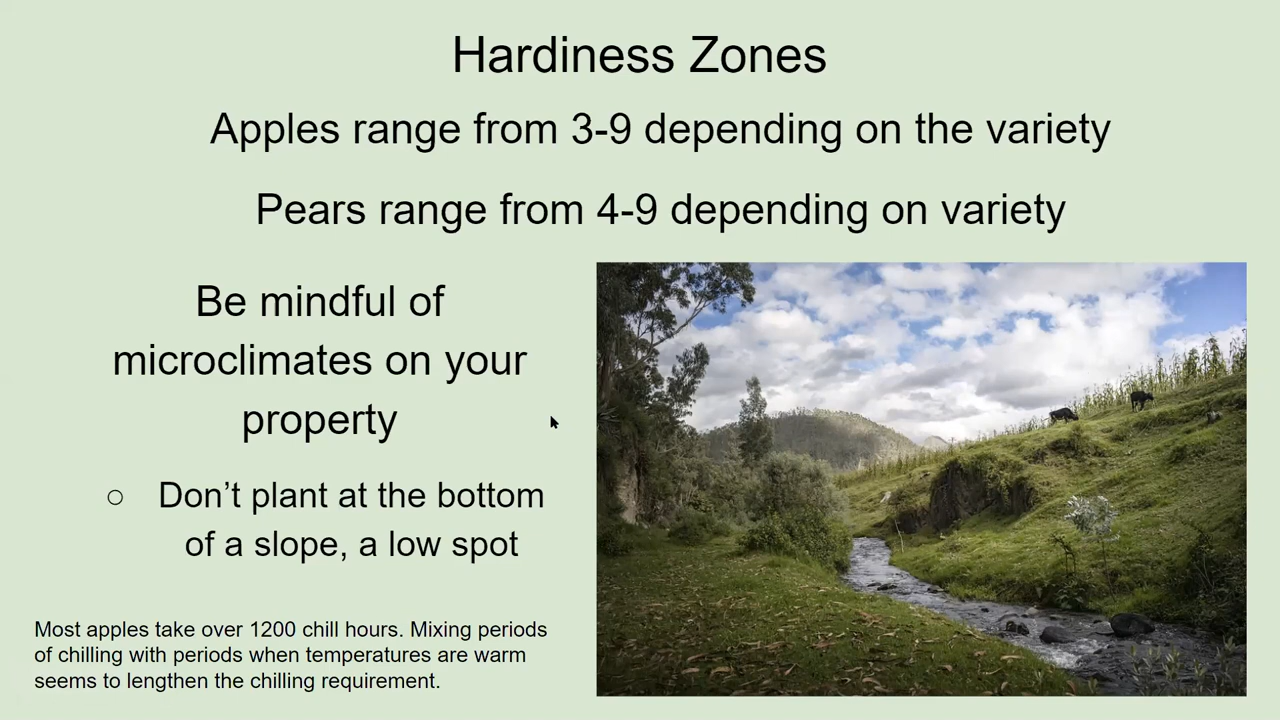 Hardiness Zones
Apples range from 3-9 depending on the variety
Pears range from 4-9 depending on variety
Be mindful of
microclimates on your
property
○ Don’t plant at the bottom
of a slope, a low spot
Most apples take over 1200 chill hours. Mixing periods
of chilling with periods when temperatures are warm
seems to lengthen the chilling requirement.